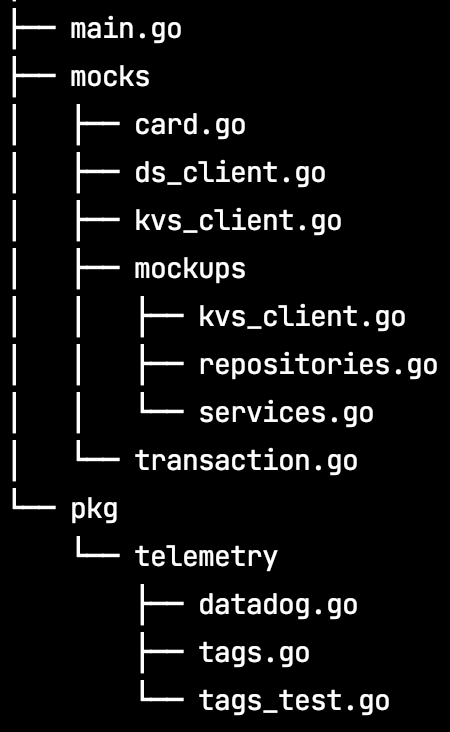 ├── main.go
├── mocks
│   ├── card.go
│   ├── ds_client.go
│   ├── kvs_client.go
│   ├── mockups
│   │   ├── kvs_client.go
│   │   ├── repositories.go
│   │   └── services.go
│   └── transaction.go
└── pkg
    └── telemetry
        ├── datadog.go
        ├── tags.go
        └── tags_test.go